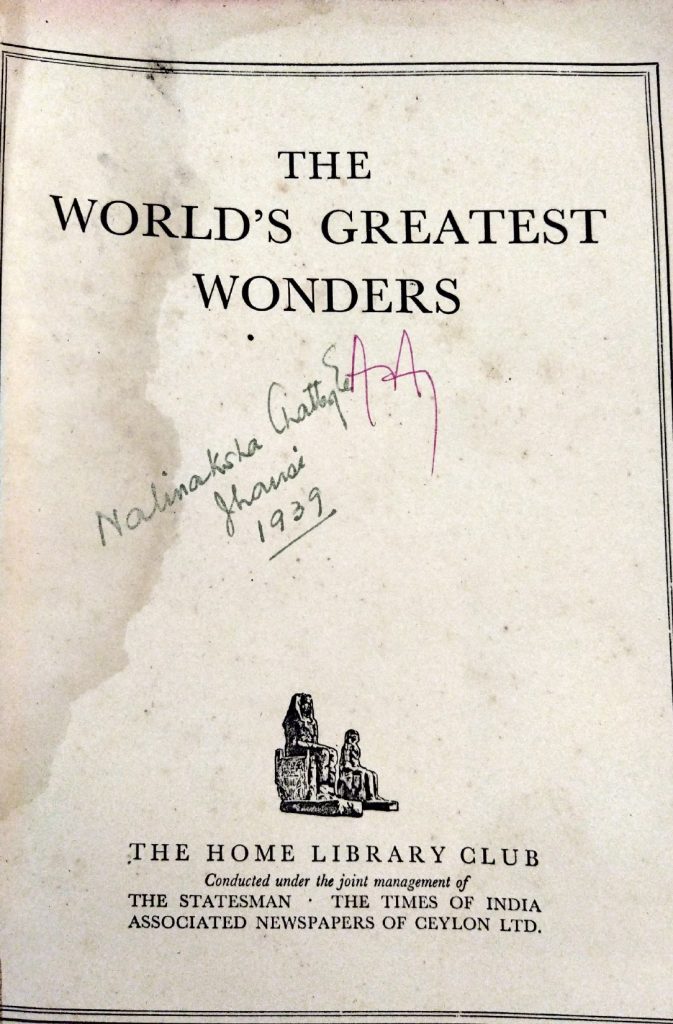 THE
WORLD'S GREATEST
WONDERS
Nalinaksha
Jhansi
1939
THE HOME LIBRARY CLUB
Conducted under the joint management of
THE STATESMAN · THE TIMES OF INDIA
ASSOCIATED NEWSPAPERS OF CEYLON LTD.